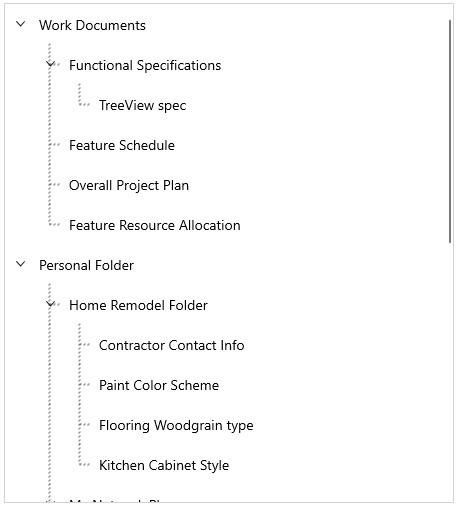 Work Documents
Functional Specifications
TreeView spec
Feature Schedule
Overall Project Plan
Feature Resource Allocation
Personal Folder
Home Remodel Folder
Contractor Contact Info
Paint Color Scheme
Flooring Woodgrain type
Kitchen Cabinet Style